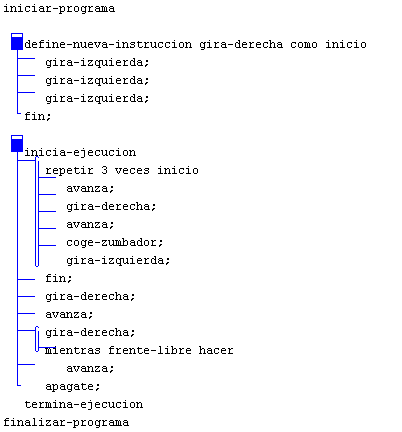 iniciar-programa
define-nueva-instruccion gira-derecha como inicio
gira-izquierda;
gira-izquierda;
gira-izquierda;
fin;
inicia-ejecucion
repetir 3 veces inicio
avanza;
gira-derecha;
avanza;
coge-zumbador;
gira-izquierda;
fin;
gira-derecha;
avanza;
gira-derecha;
mientras frente-libre hacer
avanza;
apagate;
termina-ejecucion
finalizar-programa